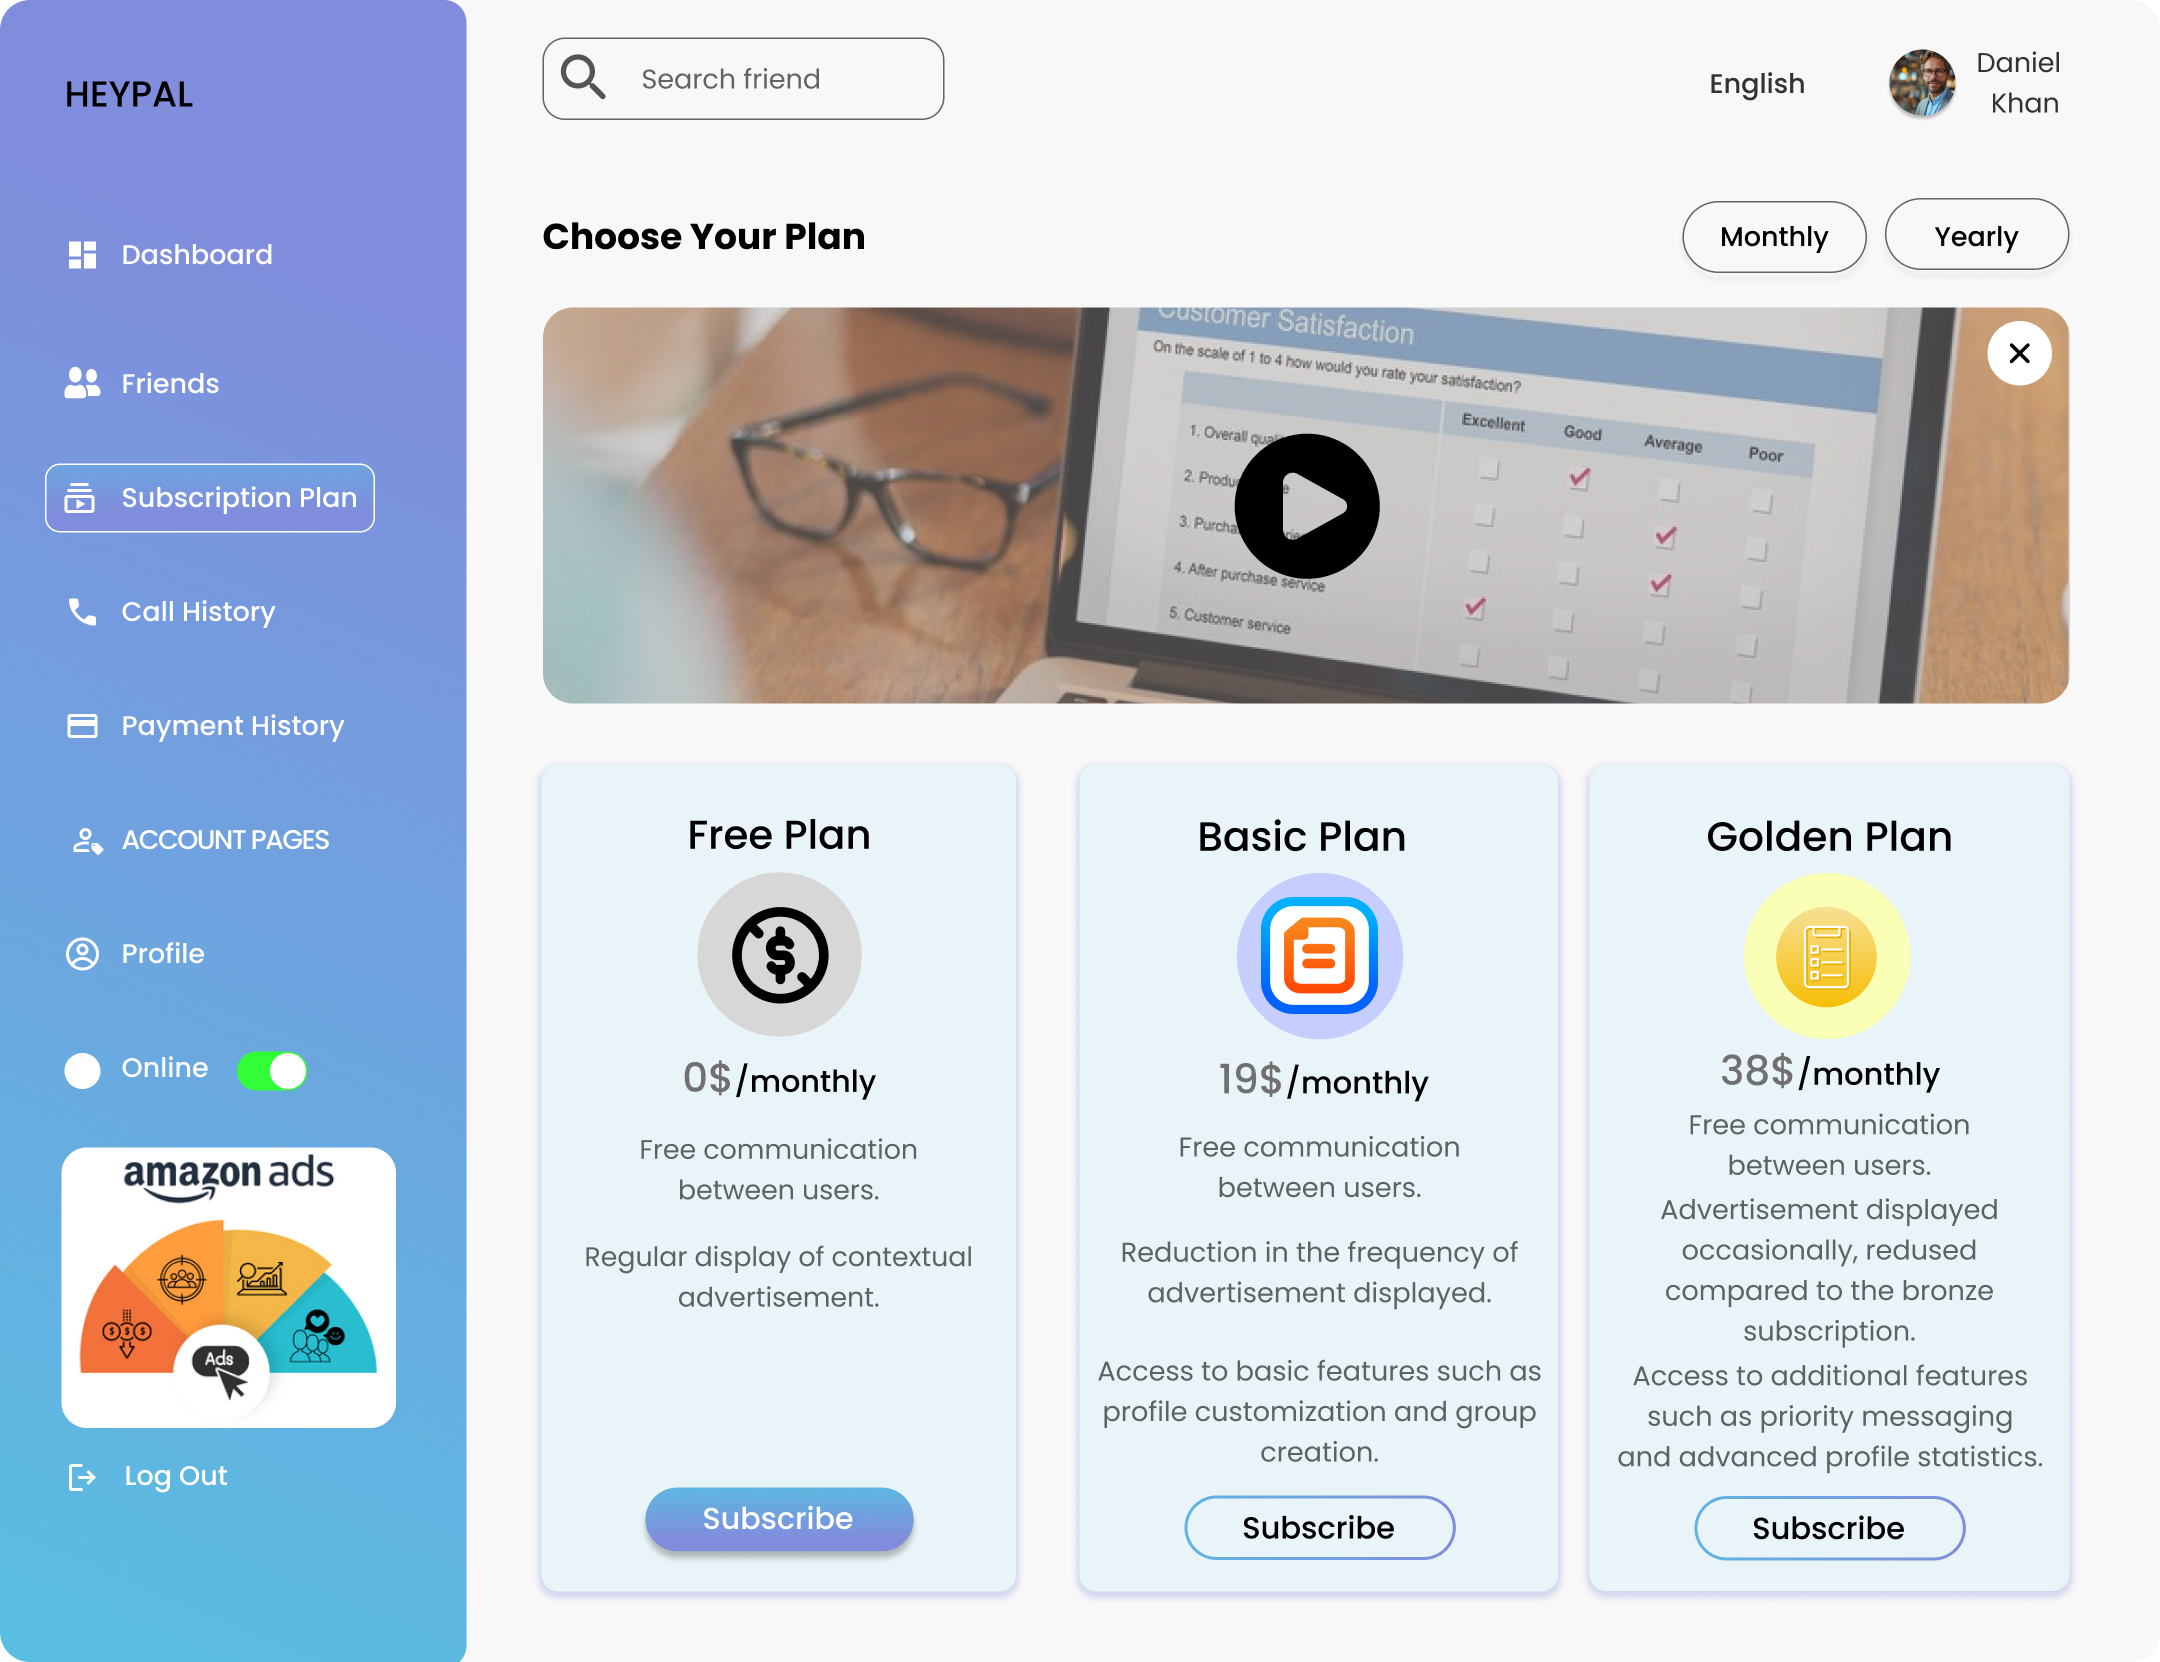 HEYPAL
Dashboard
Friends
Subscription Plan
Call History
Payment History
ACCOUNT PAGES
Profile
Online
amazon ads
Ads
Log Out
Search friend
English
Daniel
Khan
Choose Your Plan
Monthly
Yearly
Customer Satisfaction
On the scale of 1 to 4 how would you rate your satisfaction?
Excellent Good Average Poor
1. Overall
2.
3.
4. After purchase service
5. Customer service
Free Plan
0$/monthly
Free communication
between users.
Regular display of contextual
advertisement.
Subscribe
Basic Plan
19$/monthly
Free communication
between users.
Reduction in the frequency of
advertisement displayed.
Access to basic features such as
profile customization and group
creation.
Subscribe
Golden Plan
38$/monthly
Free communication
between users.
Advertisement displayed
occasionally, redused
compared to the bronze
subscription.
Access to additional features
such as priority messaging
and advanced profile statistics.
Subscribe